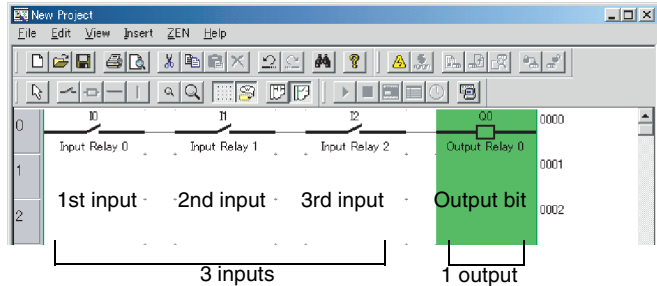 New Project
File Edit View Insert ZEN Help
0 I0 I1 I2 Q0 0000
Input Relay 0 Input Relay 1 Input Relay 2 Output Relay 0
1 0001
1st input 2nd input 3rd input Output bit
2 0002
3 inputs 1 output